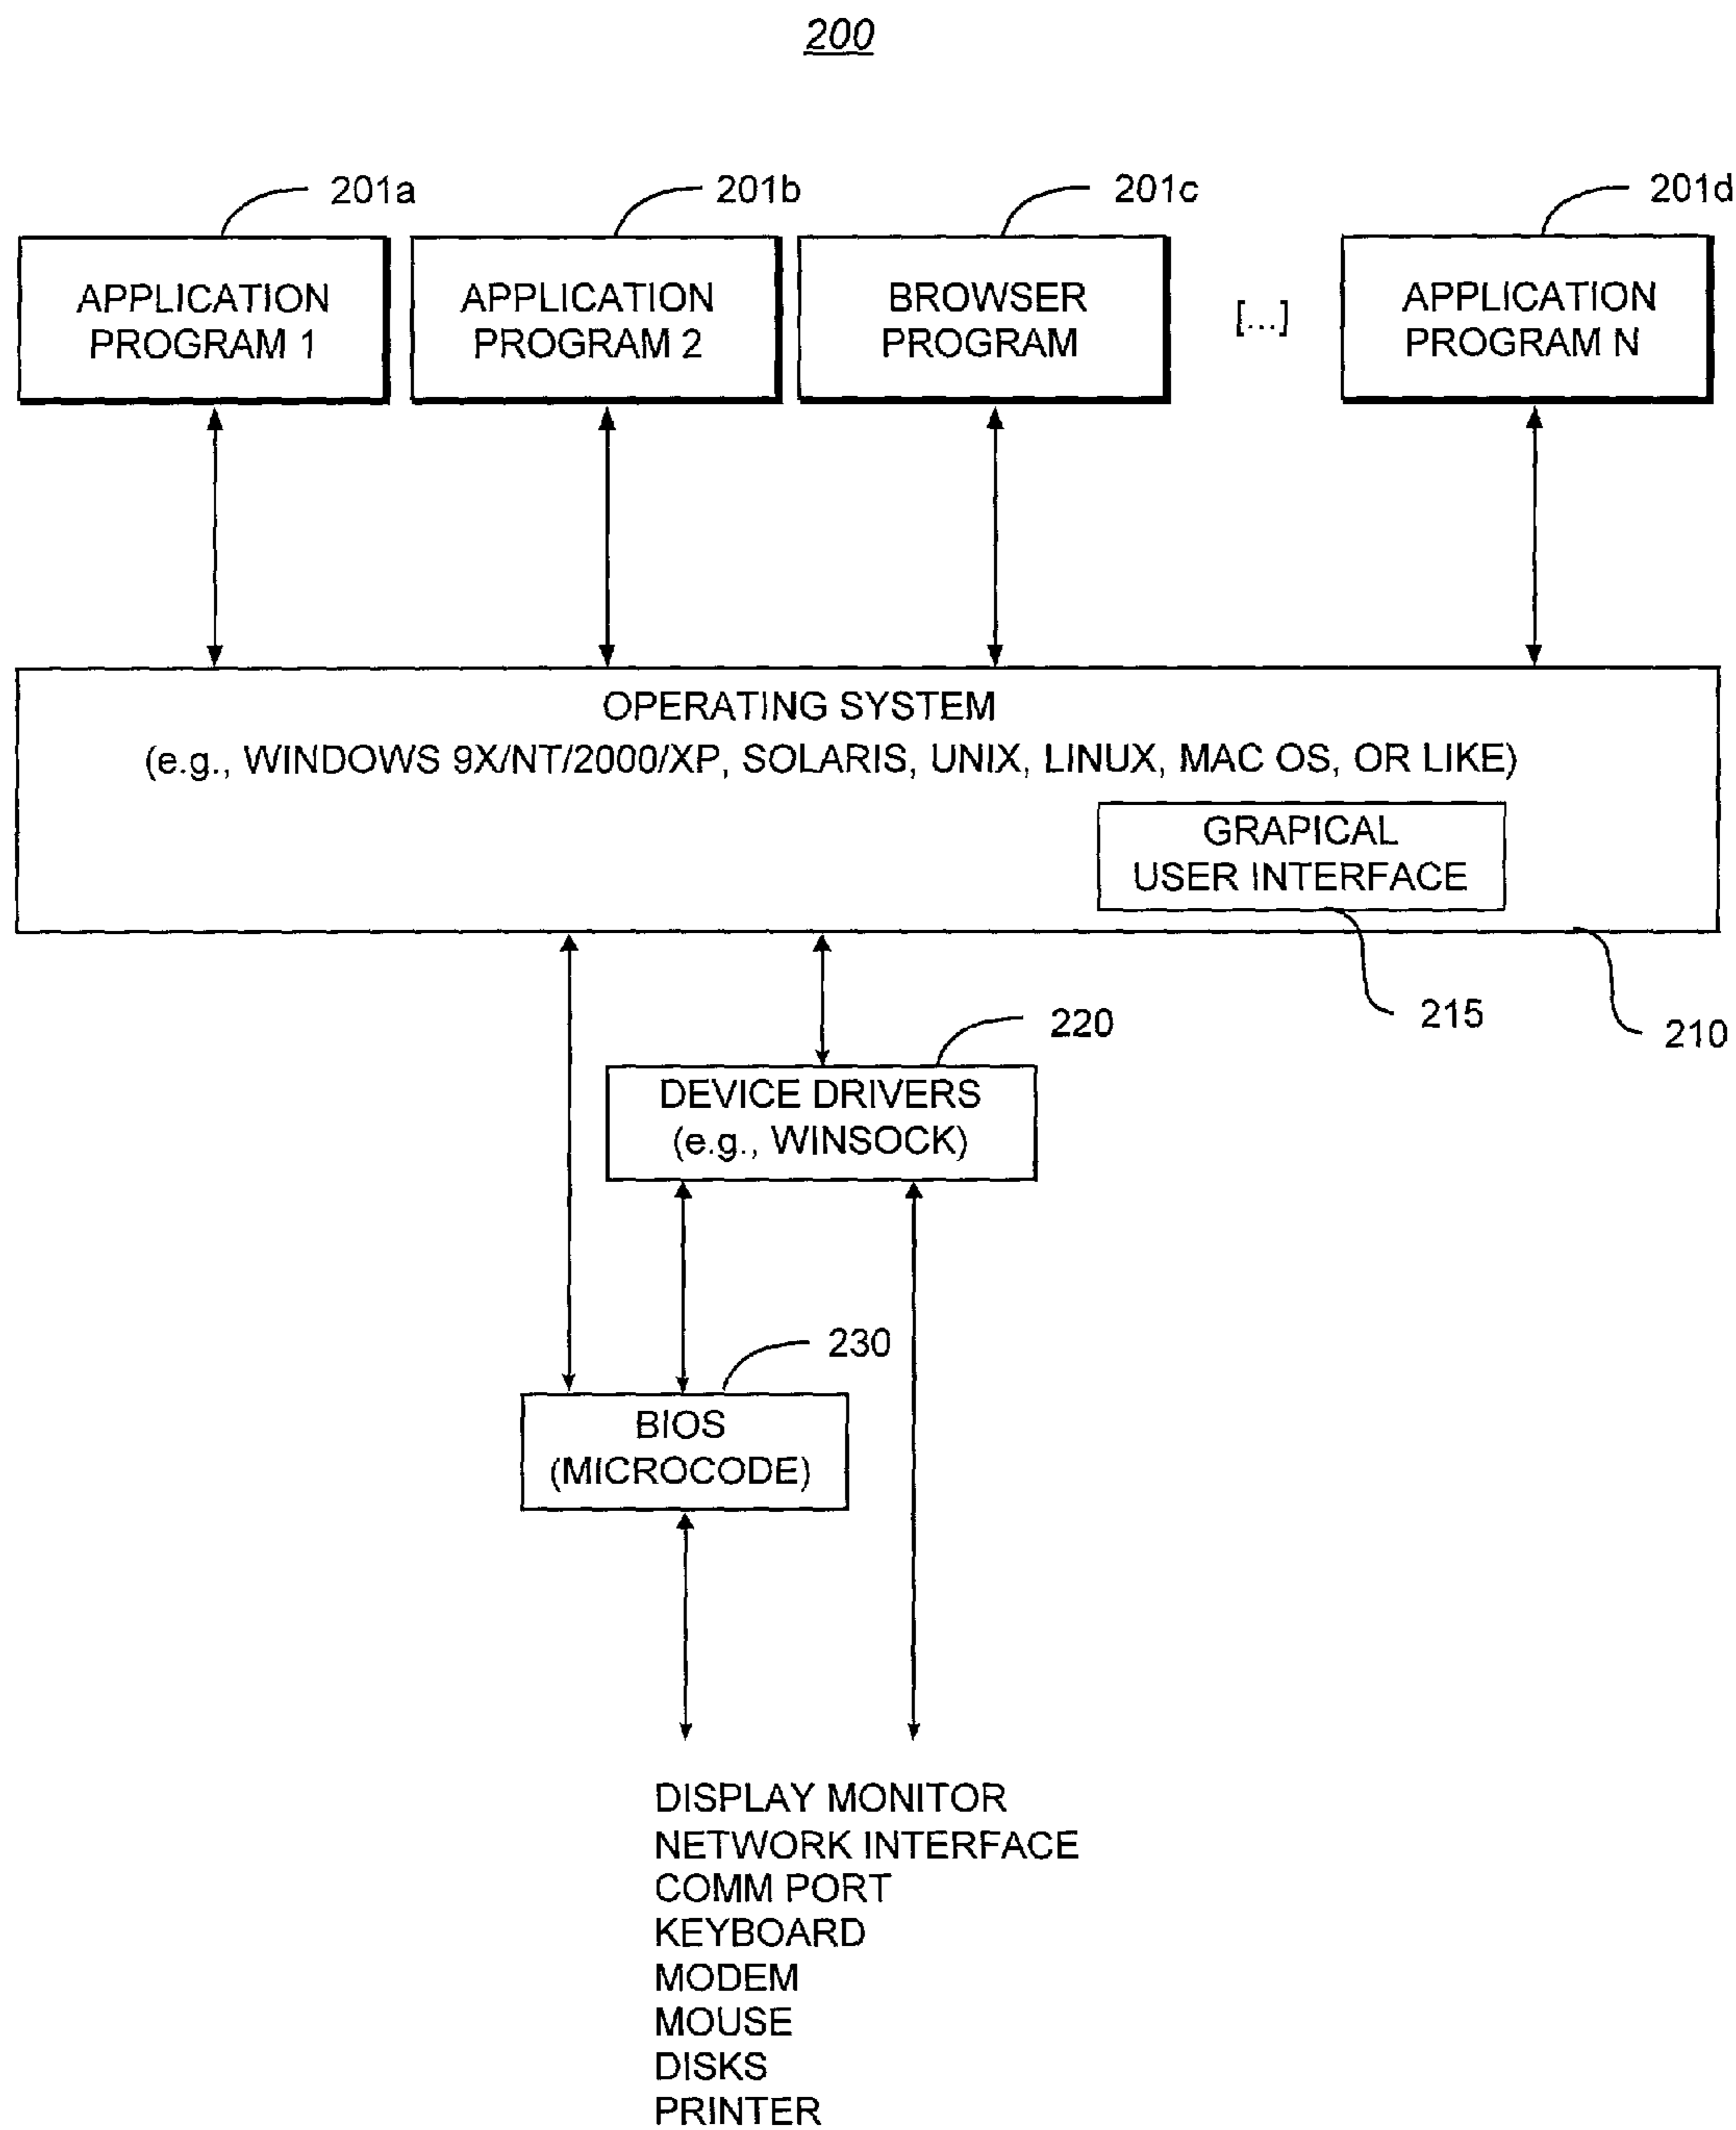 200
201a
201b
201c
201d
APPLICATION
PROGRAM 1
APPLICATION
PROGRAM 2
BROWSER
PROGRAM
[...]
APPLICATION
PROGRAM N
OPERATING SYSTEM
(e.g., WINDOWS 9X/NT/2000/XP, SOLARIS, UNIX, LINUX, MAC OS, OR LIKE)
GRAPICAL
USER INTERFACE
215
210
220
DEVICE DRIVERS
(e.g., WINSOCK)
230
BIOS
(MICROCODE)
DISPLAY MONITOR
NETWORK INTERFACE
COMM PORT
KEYBOARD
MODEM
MOUSE
DISKS
PRINTER